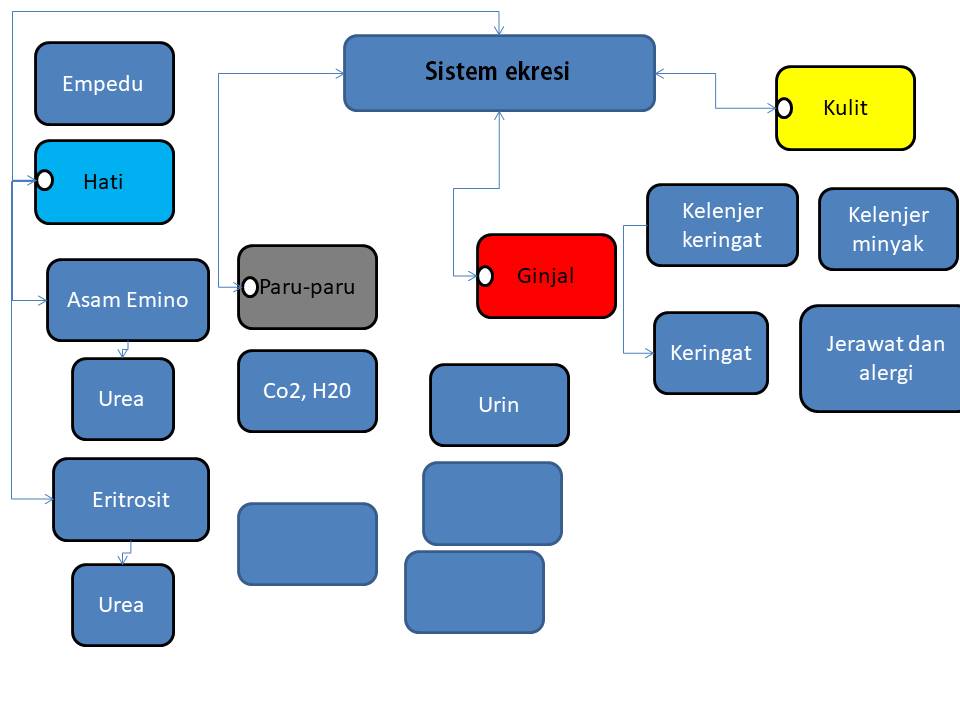 Sistem ekresi
Empedu
Hati
Asam Emino
Urea
Eritrosit
Urea
Paru-paru
Co2, H20
Ginjal
Urin
Kulit
Kelenjer
keringat
Kelenjer
minyak
Keringat
Jerawat dan
alergi